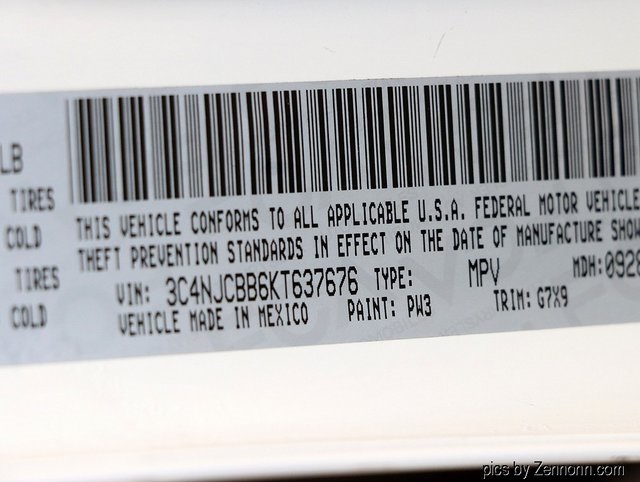 LB
TIRES
COLD
TIRES
COLD
THIS VEHICLE CONFORMS TO ALL APPLICABLE U.S.A. FEDERAL MOTOR VEHICLE
THEFT PREVENTION STANDARDS IN EFFECT ON THE DATE OF MANUFACTURE SHOW
VIN: 3C4NJCBB6KT637676 TYPE: MPV MDH: 0928
VEHICLE MADE IN MEXICO PAINT: PW3 TRIM: G7X9
pics by Zennonn.com